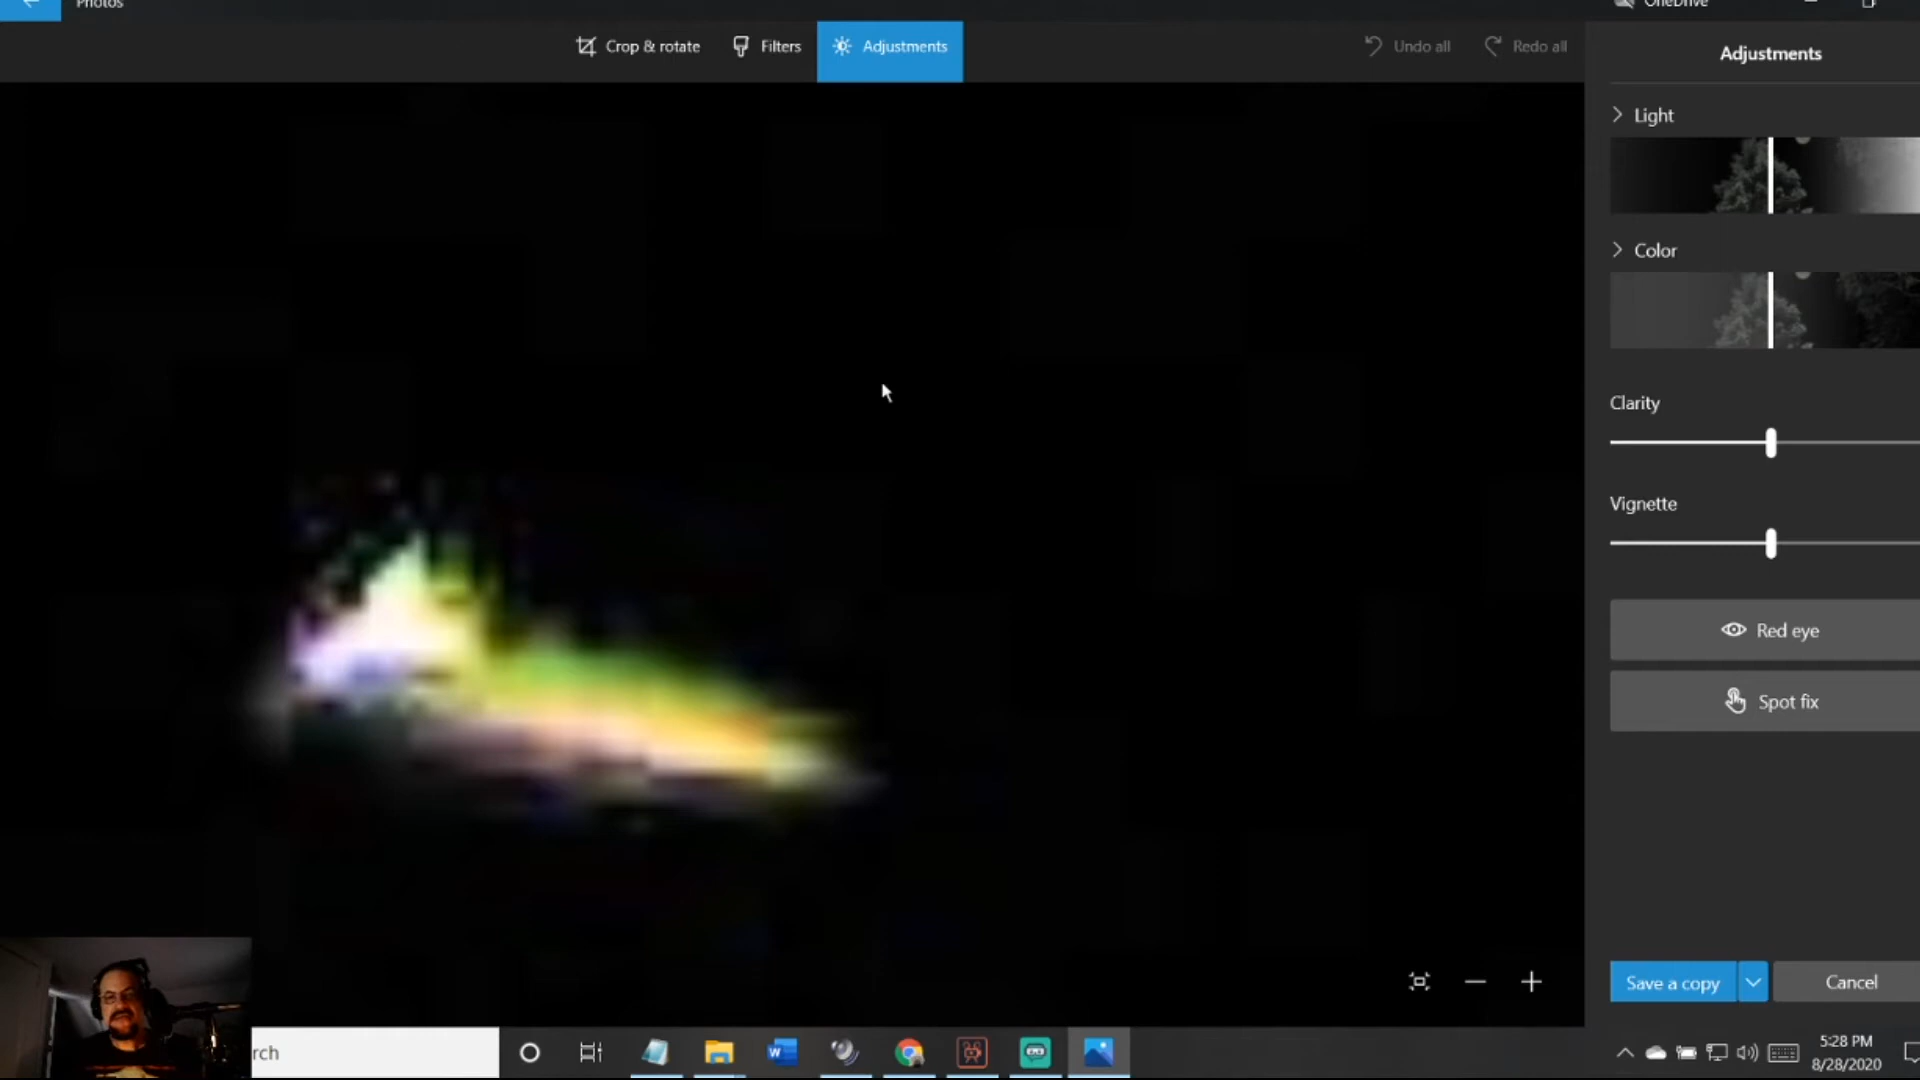 Photos
OneDrive
Crop & rotate
Filters
Adjustments
Undo all
Redo all
Adjustments
Light
Color
Clarity
Vignette
Red eye
Spot fix
Save a copy
Cancel
rch
W
5:28 PM
8/28/2020